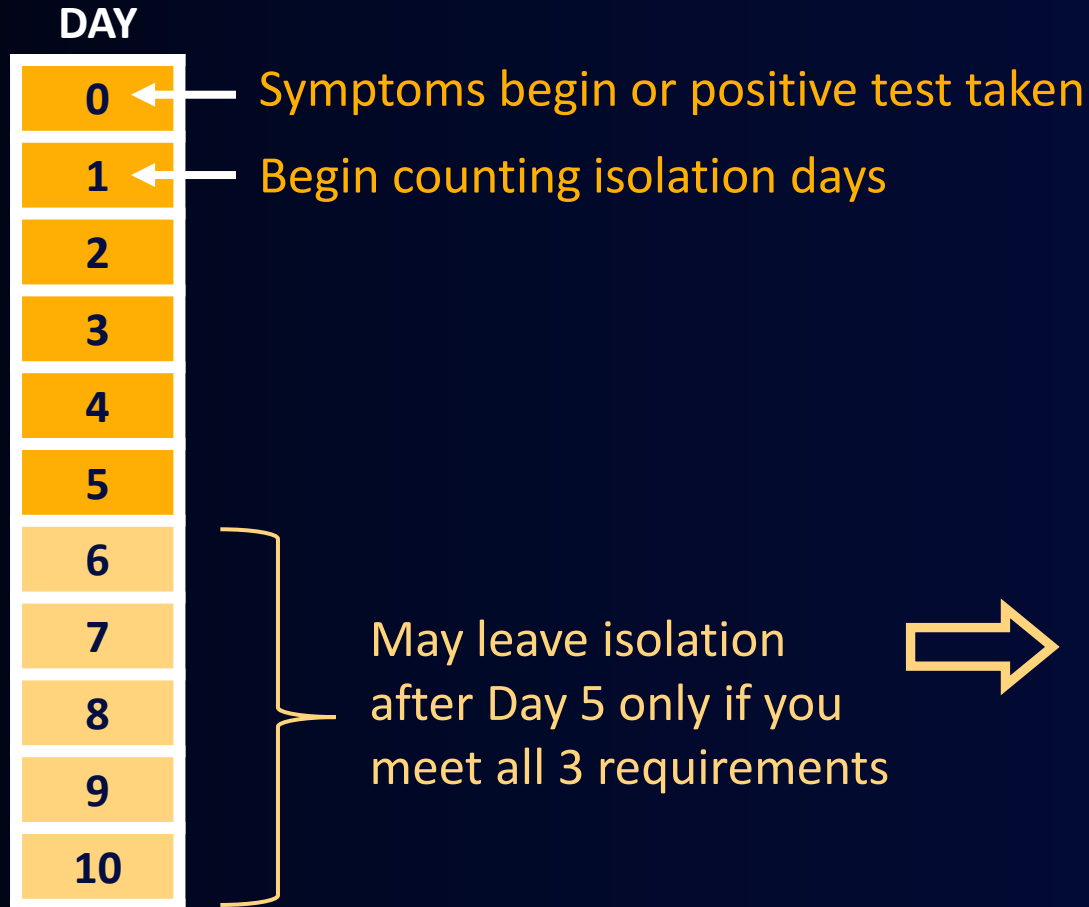 DAY
0 Symptoms begin or positive test taken
1 Begin counting isolation days
2
3
4
5
6
7
May leave isolation
after Day 5 only if you
meet all 3 requirements
8
9
10